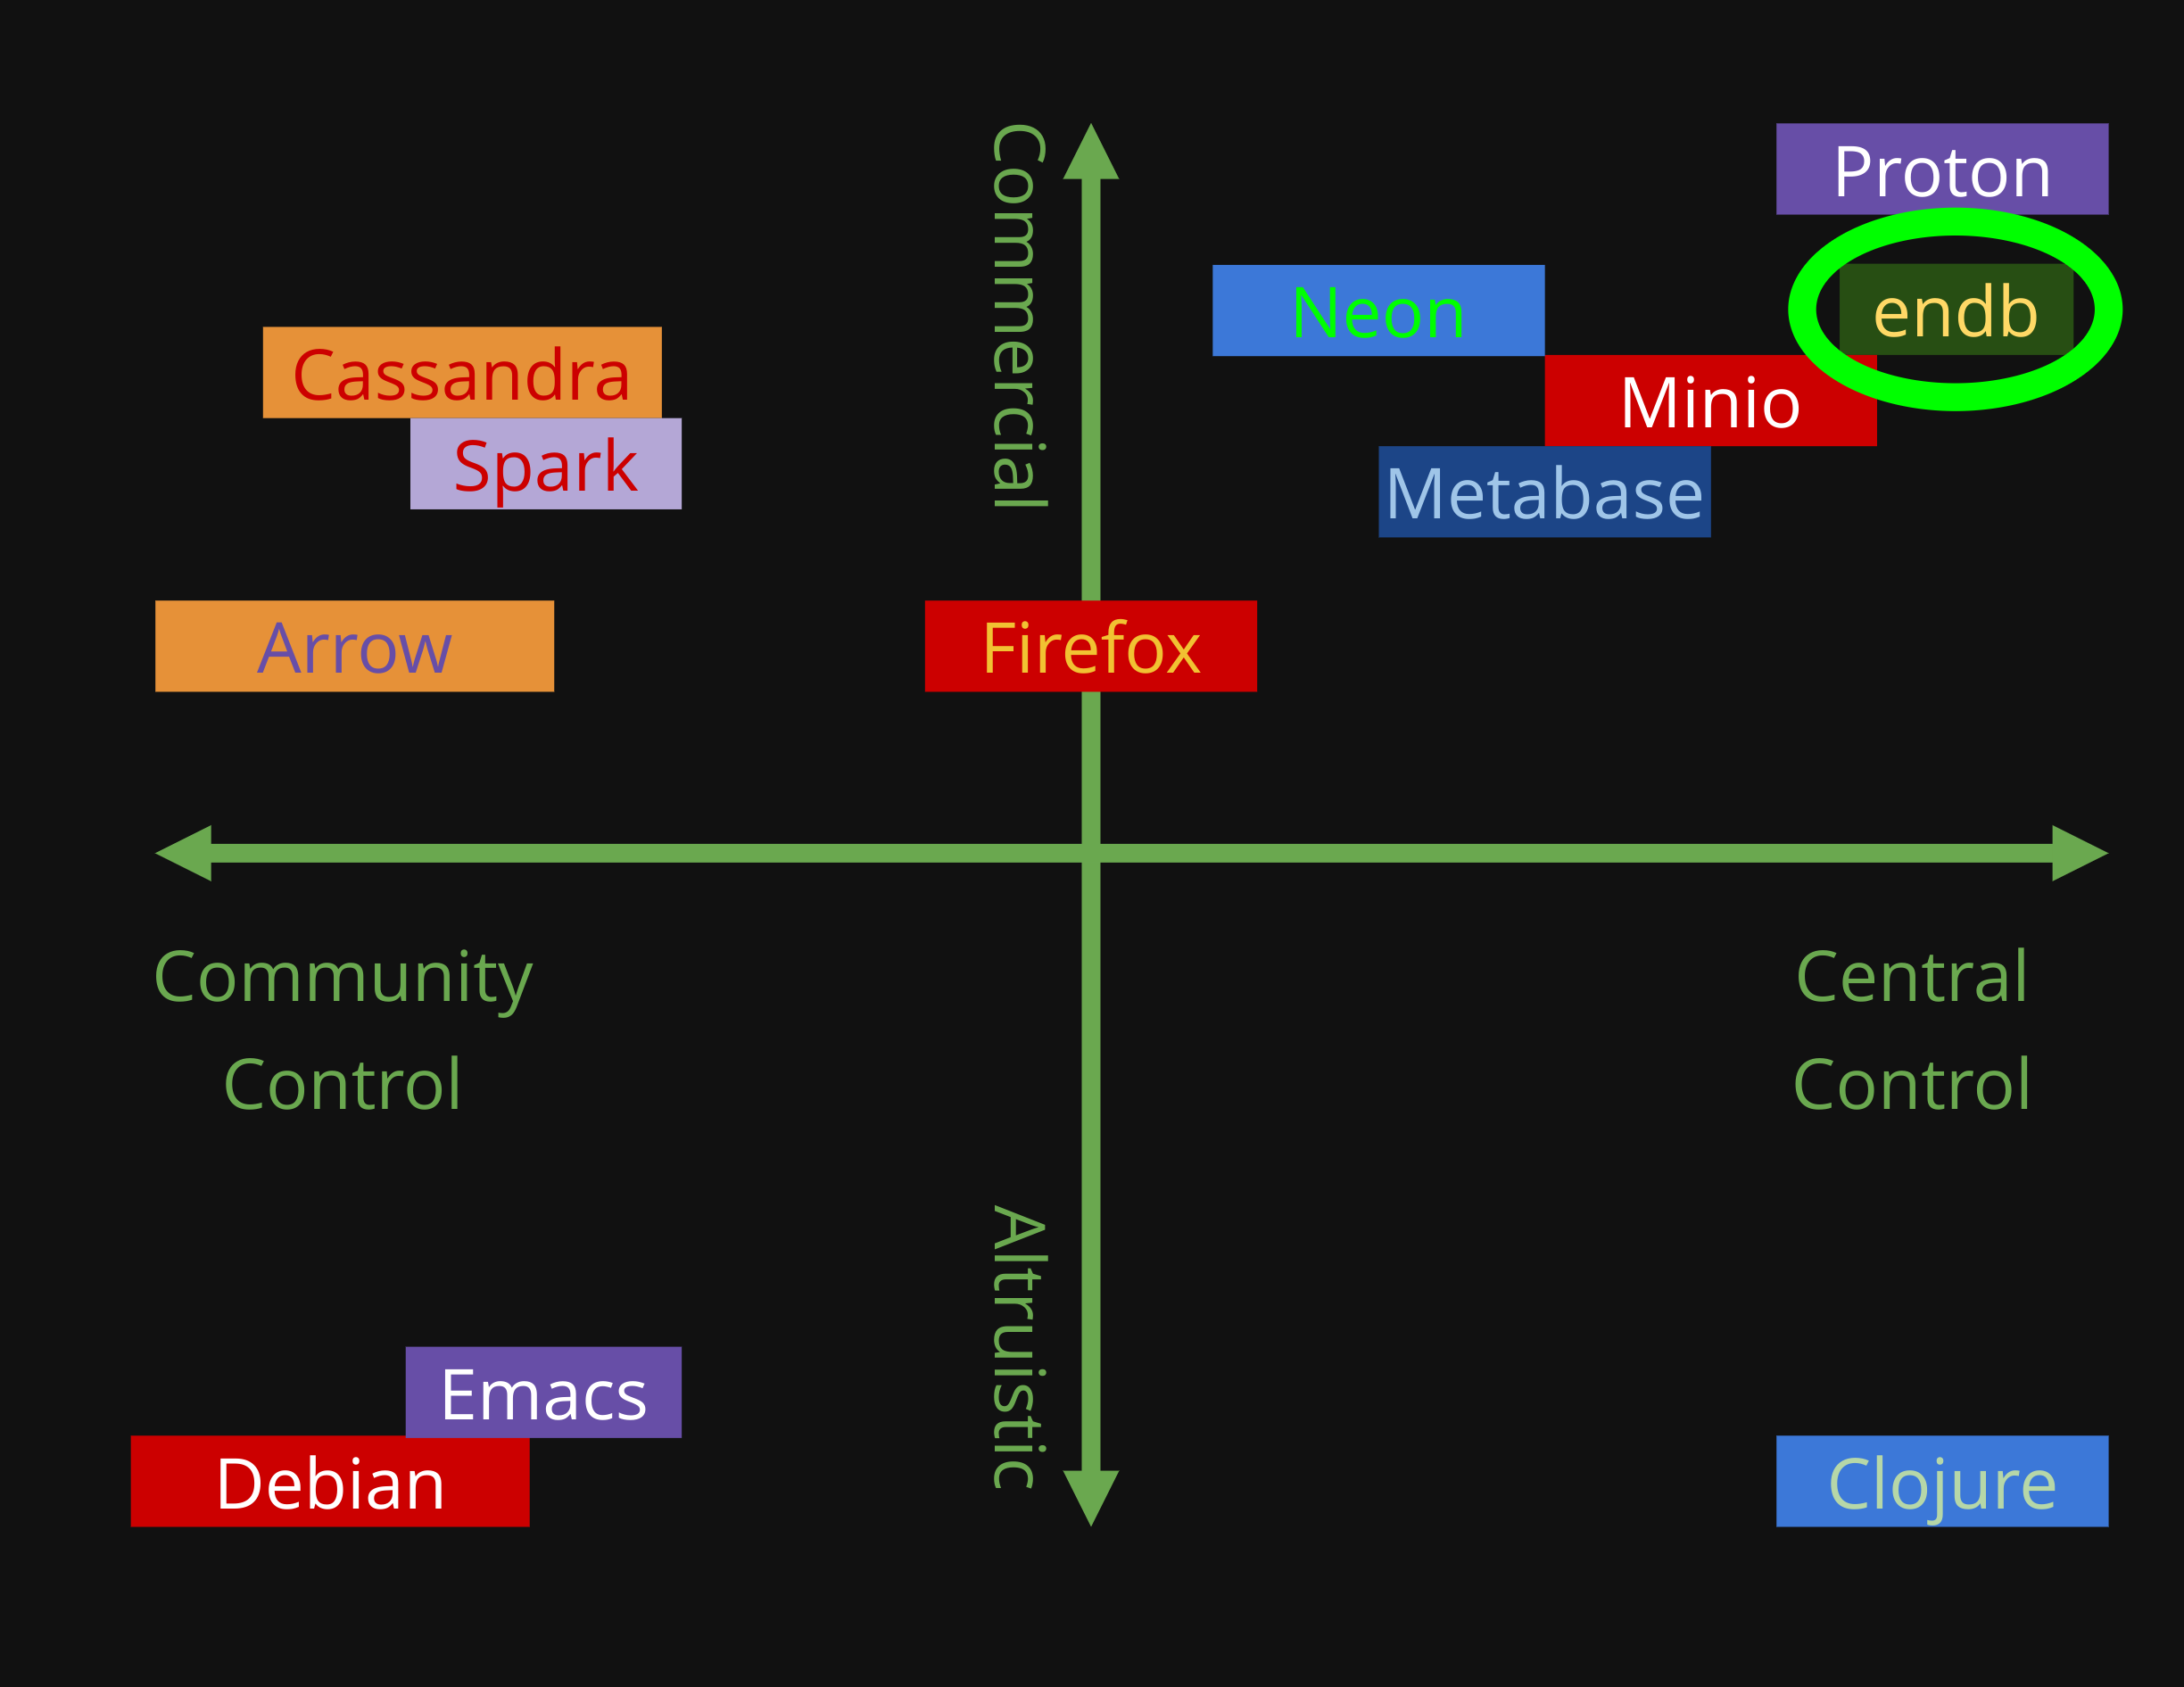 Commercial
Proton
Neon
endb
Cassandra
Minio
Spark
Metabase
Arrow
Firefox
Community
Control
Central
Control
Altruistic
Emacs
Debian
Clojure